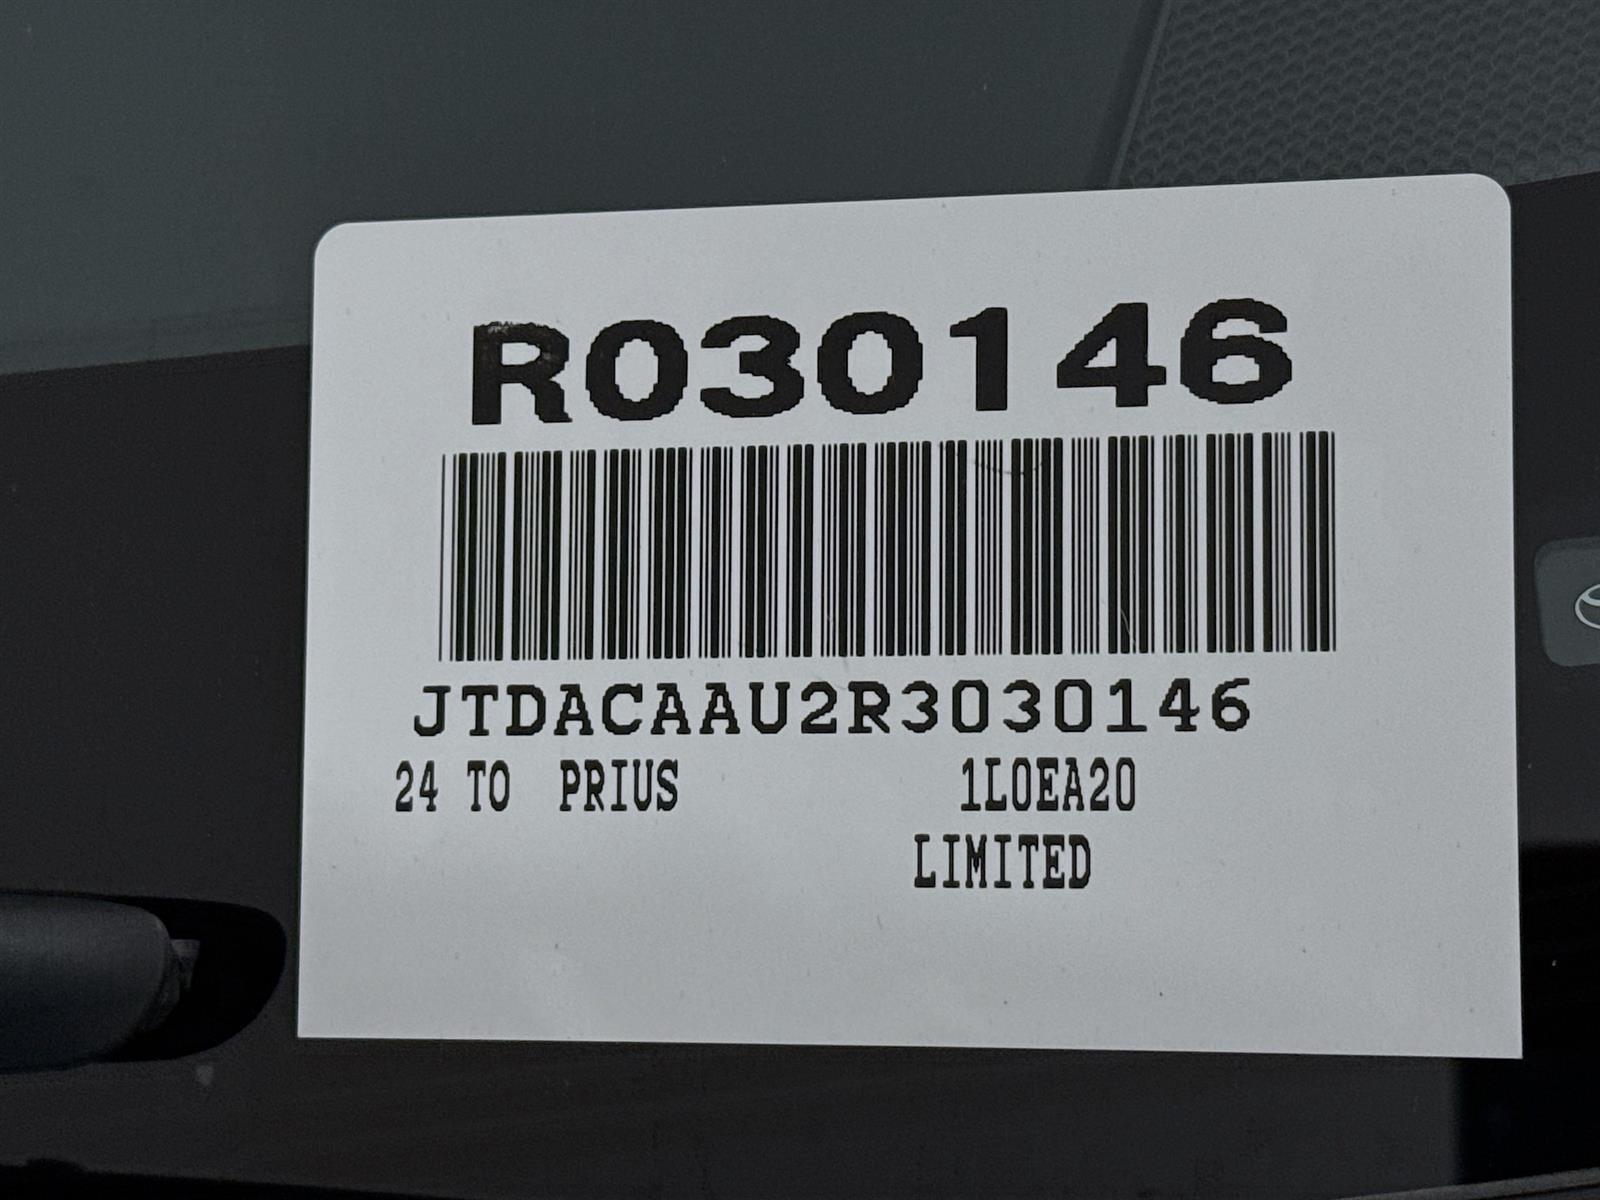 R030146
JTDACAAU2R3030146
24 TO PRIUS 1L0EA20
LIMITED